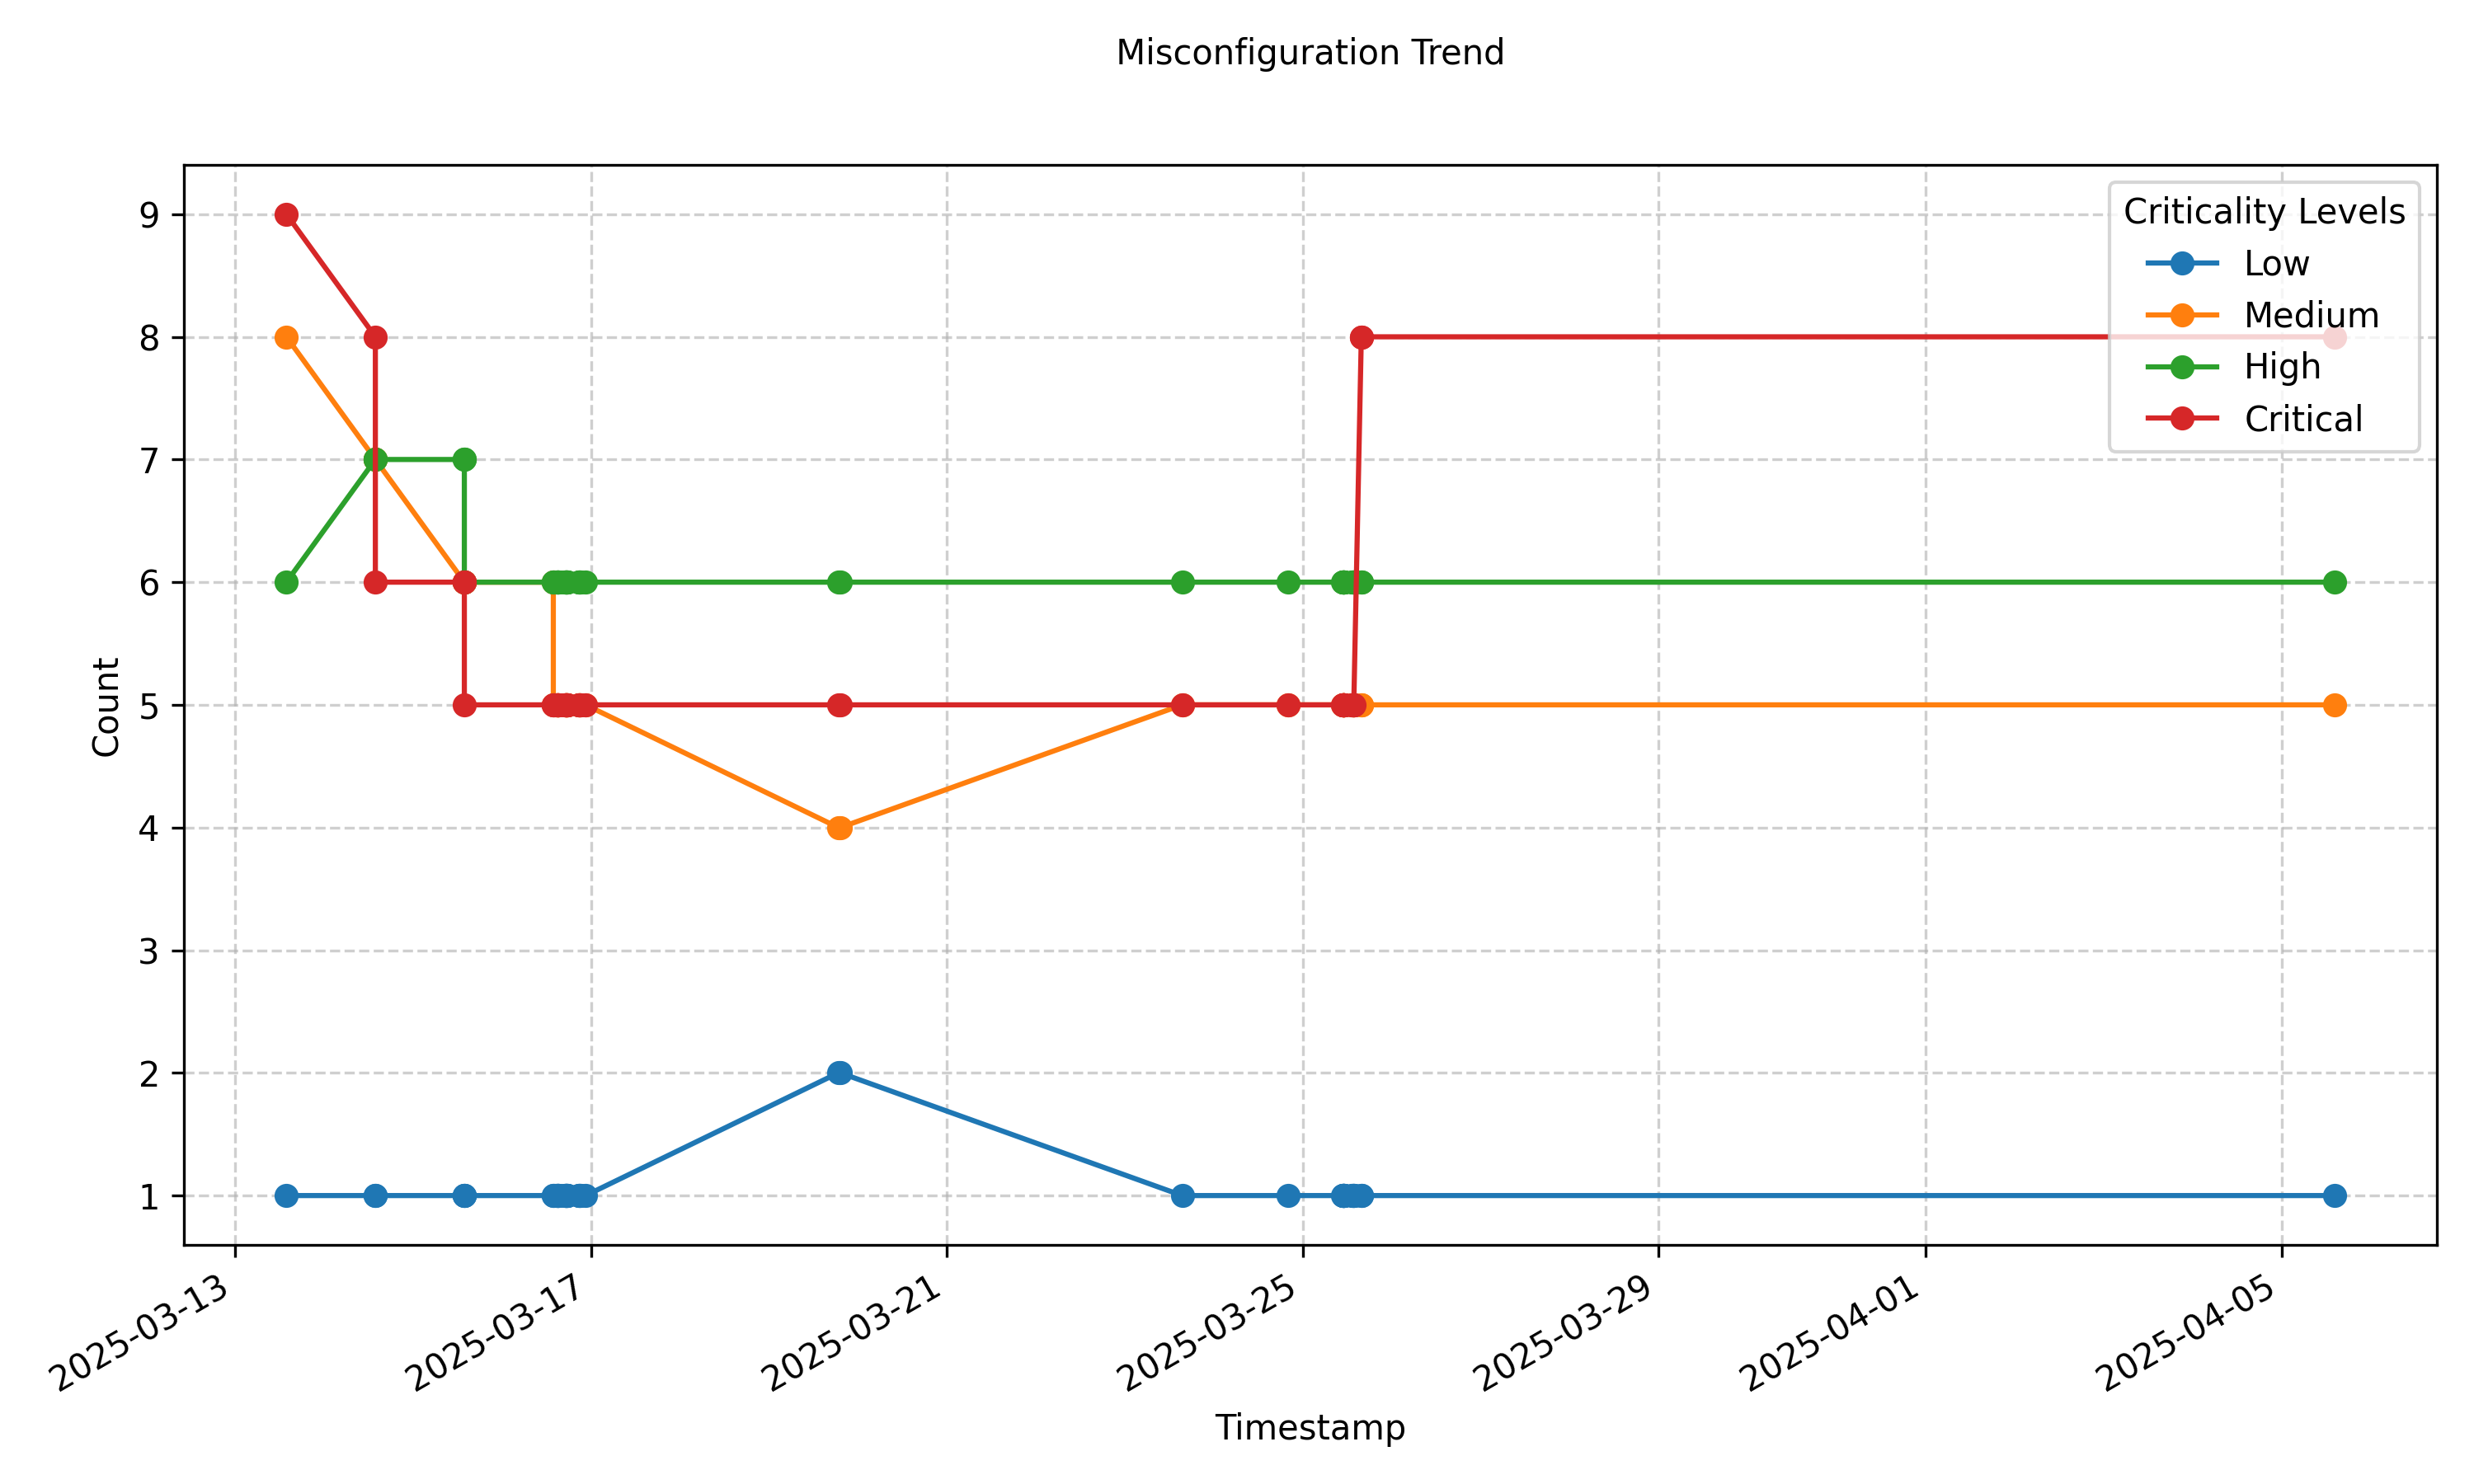 Misconfiguration Trend
Criticality Levels
Low
Medium
High
Critical
9
8
7
6
5
4
3
2
1
Count
2025-03-13
2025-03-17
2025-03-21
2025-03-25
2025-03-29
2025-04-01
2025-04-05
Timestamp